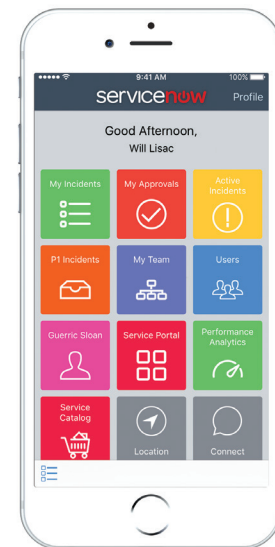 9:41 AM
100%
servicenow
Profile
Good Afternoon,
Will Lisac
My Incidents
My Approvals
Active
Incidents
P1 Incidents
My Team
Users
Guerric Sloan
Service Portal
Performance
Analytics
Service
Catalog
Location
Connect